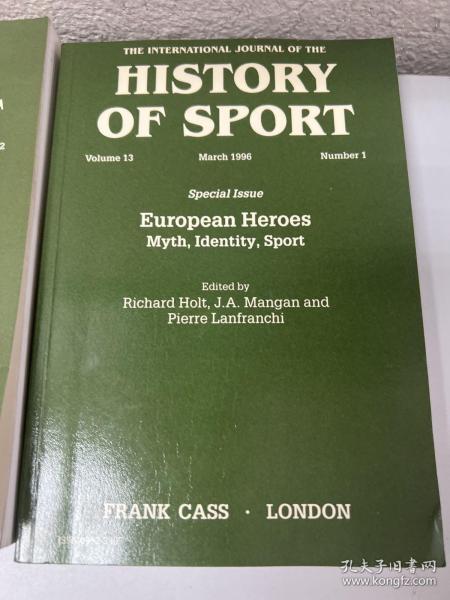 THE INTERNATIONAL JOURNAL OF THE
HISTORY
OF SPORT
Volume 13 March 1996 Number 1
Special Issue
European Heroes
Myth, Identity, Sport
Edited by
Richard Holt, J.A. Mangan and
Pierre Lanfranchi
FRANK CASS · LONDON
2
孔夫子旧书网
www.kongfz.com